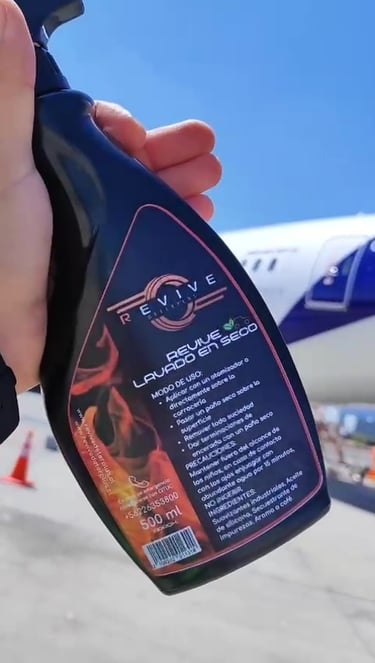 REVIVE
REVIVE
LAVADO EN SECO
MODO DE USO:
• Aplicar con un atomizador o
directamente sobre la
carrocería
• Pasar un paño seco sobre la
superficie
• Remover toda suciedad
• Dar terminaciones de
encerado con un paño seco
PRECAUCIONES:
Mantener fuera del alcance de
los niños, en caso de contacto
con los ojos enjuagar con
abundante agua por 15 minutos.
NO INGERIR.
INGREDIENTES:
Surfactantes Industriales, Aceite
de silicona, Secuestrante de
impurezas, Aroma a café
+56226353800
500 ml